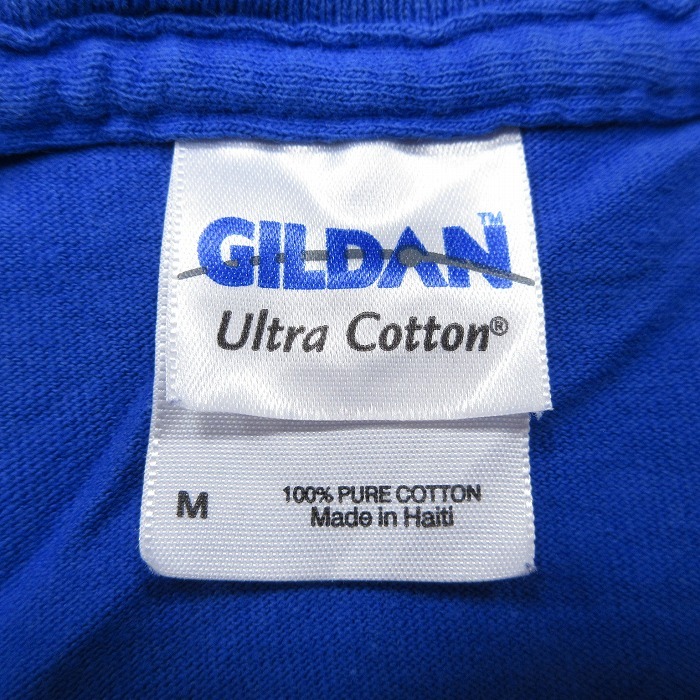 GILDAN™
Ultra Cotton®
M
100% PURE COTTON
Made in Haiti